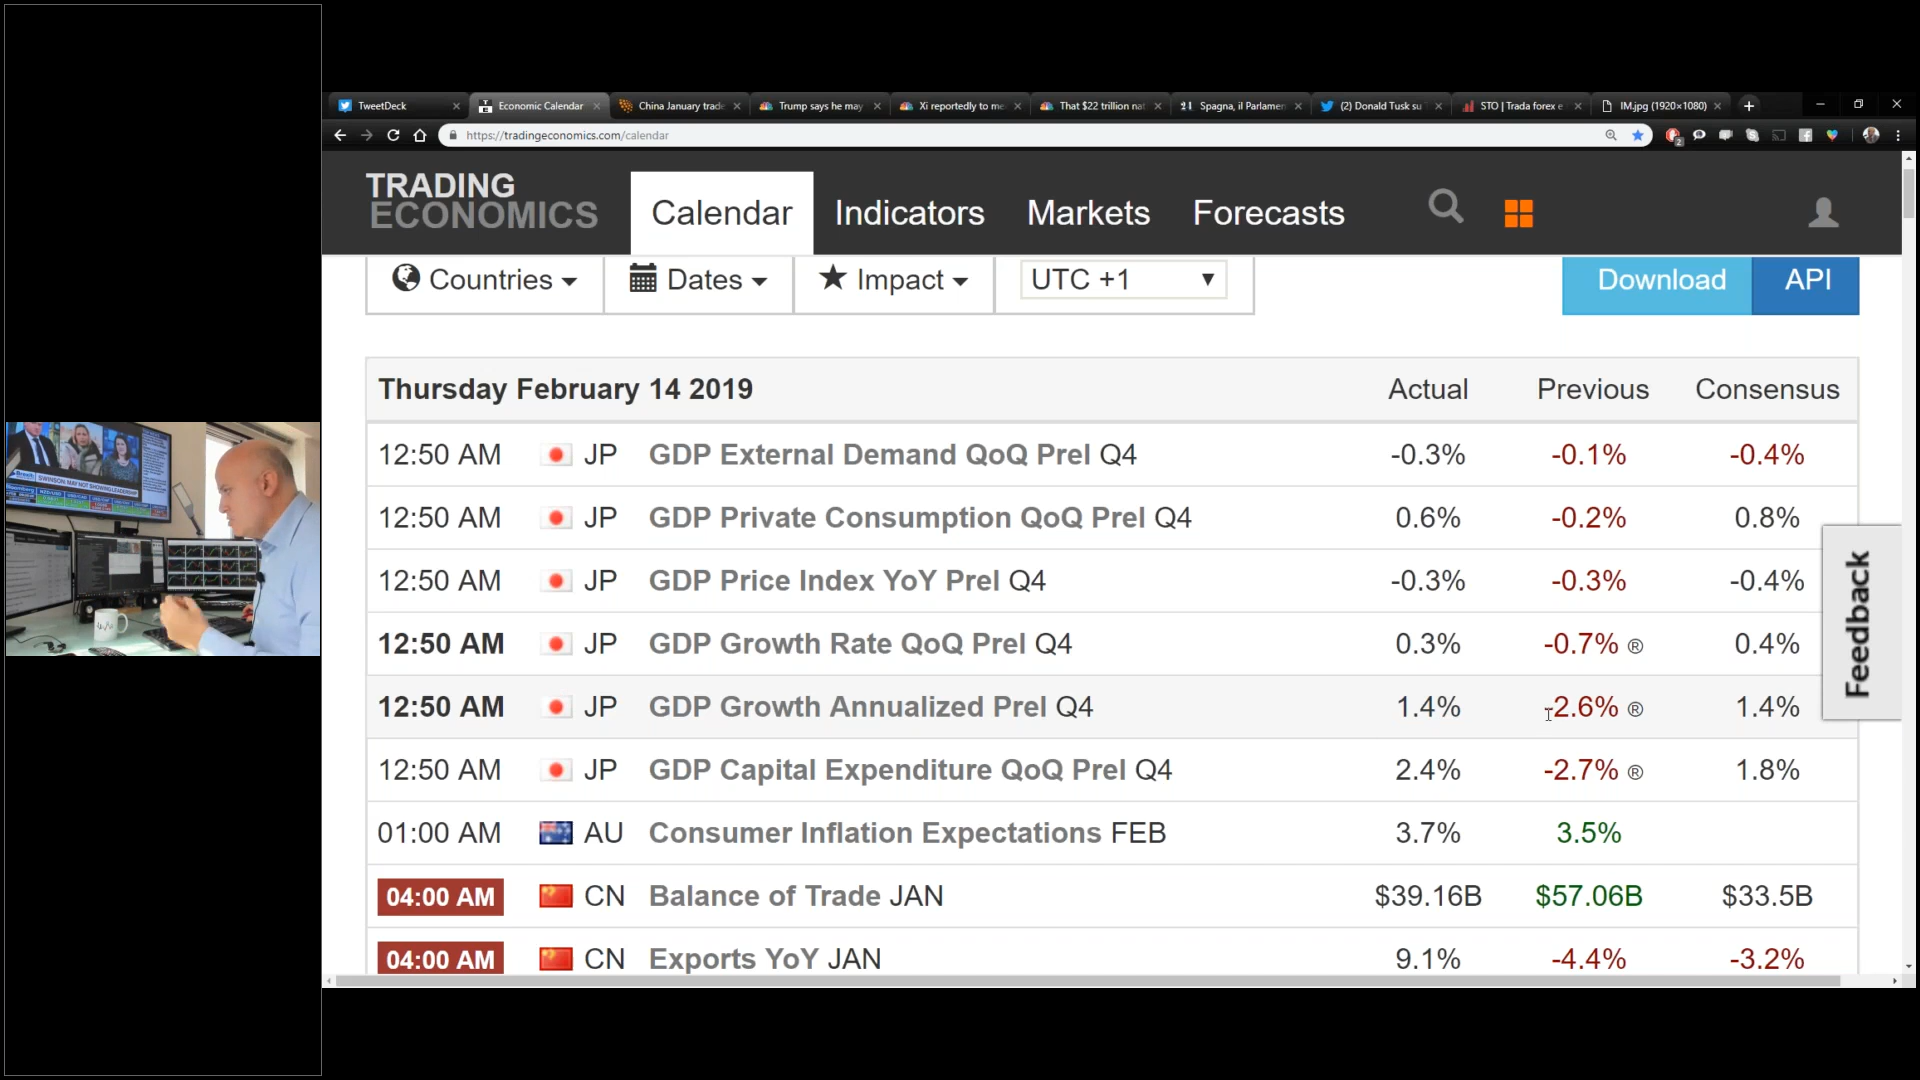 TweetDeck
Economic Calendar
China January trade
Trump says he may
Xi reportedly to me
That $22 trillion nat
Spagna, il Parlamen
(2) Donald Tusk su
STO | Trada forex e
IM.jpg (1920×1080)
https://tradingeconomics.com/calendar
TRADING
ECONOMICS
Calendar
Indicators
Markets
Forecasts
Countries
Dates
Impact
UTC +1
Download
API
Thursday February 14 2019 Actual Previous Consensus
12:50 AM JP GDP External Demand QoQ Prel Q4 -0.3% -0.1% -0.4%
12:50 AM JP GDP Private Consumption QoQ Prel Q4 0.6% -0.2% 0.8%
12:50 AM JP GDP Price Index YoY Prel Q4 -0.3% -0.3% -0.4%
12:50 AM JP GDP Growth Rate QoQ Prel Q4 0.3% -0.7% ® 0.4%
12:50 AM JP GDP Growth Annualized Prel Q4 1.4% -2.6% ® 1.4%
12:50 AM JP GDP Capital Expenditure QoQ Prel Q4 2.4% -2.7% ® 1.8%
01:00 AM AU Consumer Inflation Expectations FEB 3.7% 3.5%
04:00 AM CN Balance of Trade JAN $39.16B $57.06B $33.5B
04:00 AM CN Exports YoY JAN 9.1% -4.4% -3.2%
Feedback
SWINSON: MAY NOT SHOWING LEADERSHIP